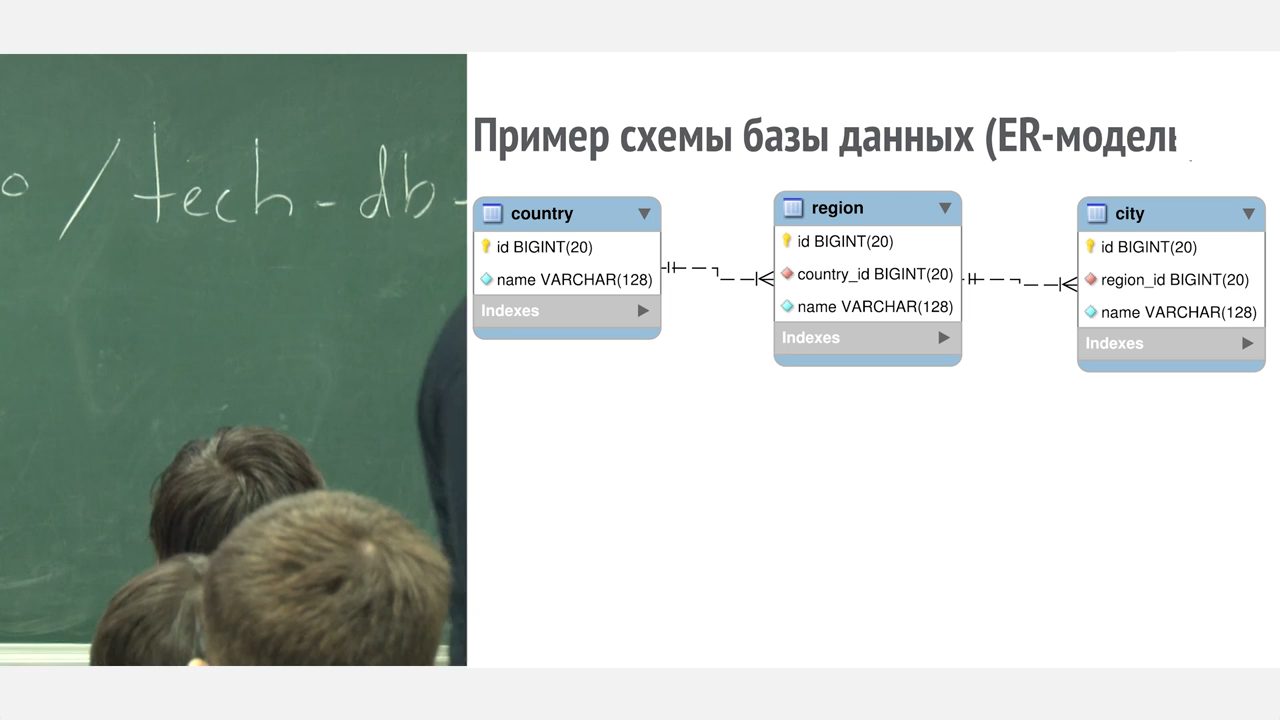 o/tech-db-
Пример схемы базы данных (ER-модель
country
id BIGINT(20)
name VARCHAR(128)
Indexes
region
id BIGINT(20)
country_id BIGINT(20)
name VARCHAR(128)
Indexes
city
id BIGINT(20)
region_id BIGINT(20)
name VARCHAR(128)
Indexes